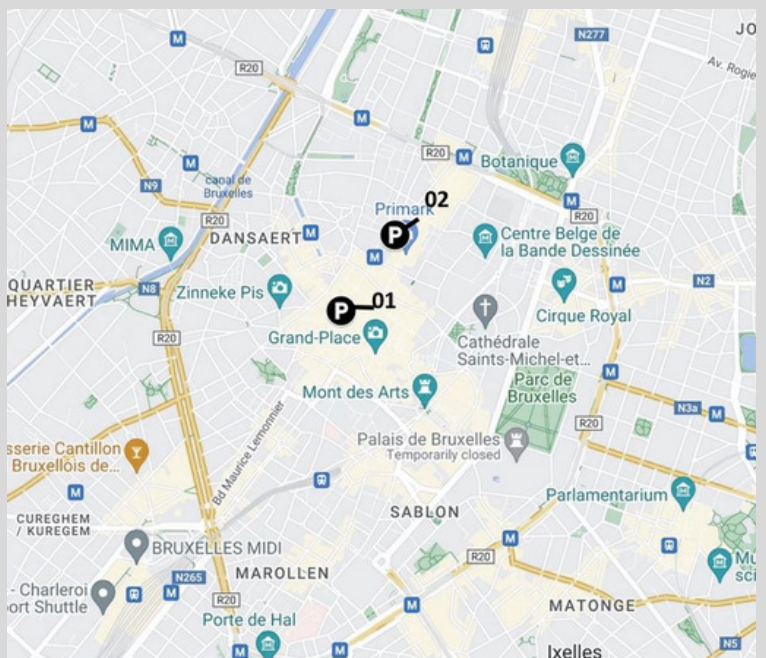 JO
N277
M
R20
Av. Rogie
M
R20
M
M
M
Botanique
canal de
Bruxelles
N9
M
Primark
02
R20
R20
P
DANSAERT
M
MIMA
M
Centre Belge de
la Bande Dessinée
QUARTIER
HEYVAERT
N8
Zinneke Pis
M
N2
P
01
Cirque Royal
R20
Grand-Place
Cathédrale
Saints-Michel-et...
Mont des Arts
Parc de
Bruxelles
M
N3a
M
R20
Bd Maurice Lemonnier
Palais de Bruxelles
Temporarily closed
sserie Cantillon
Bruxellois de...
M
Parlamentarium
SABLON
CUREGHEM
/ KUREGEM
M
M
BRUXELLES MIDI
R20
Mu
sci
N265
MAROLLEN
- Charleroi
ort Shuttle
M
R20
M
MATONGE
Porte de Hal
N5
M
M
Ixelles